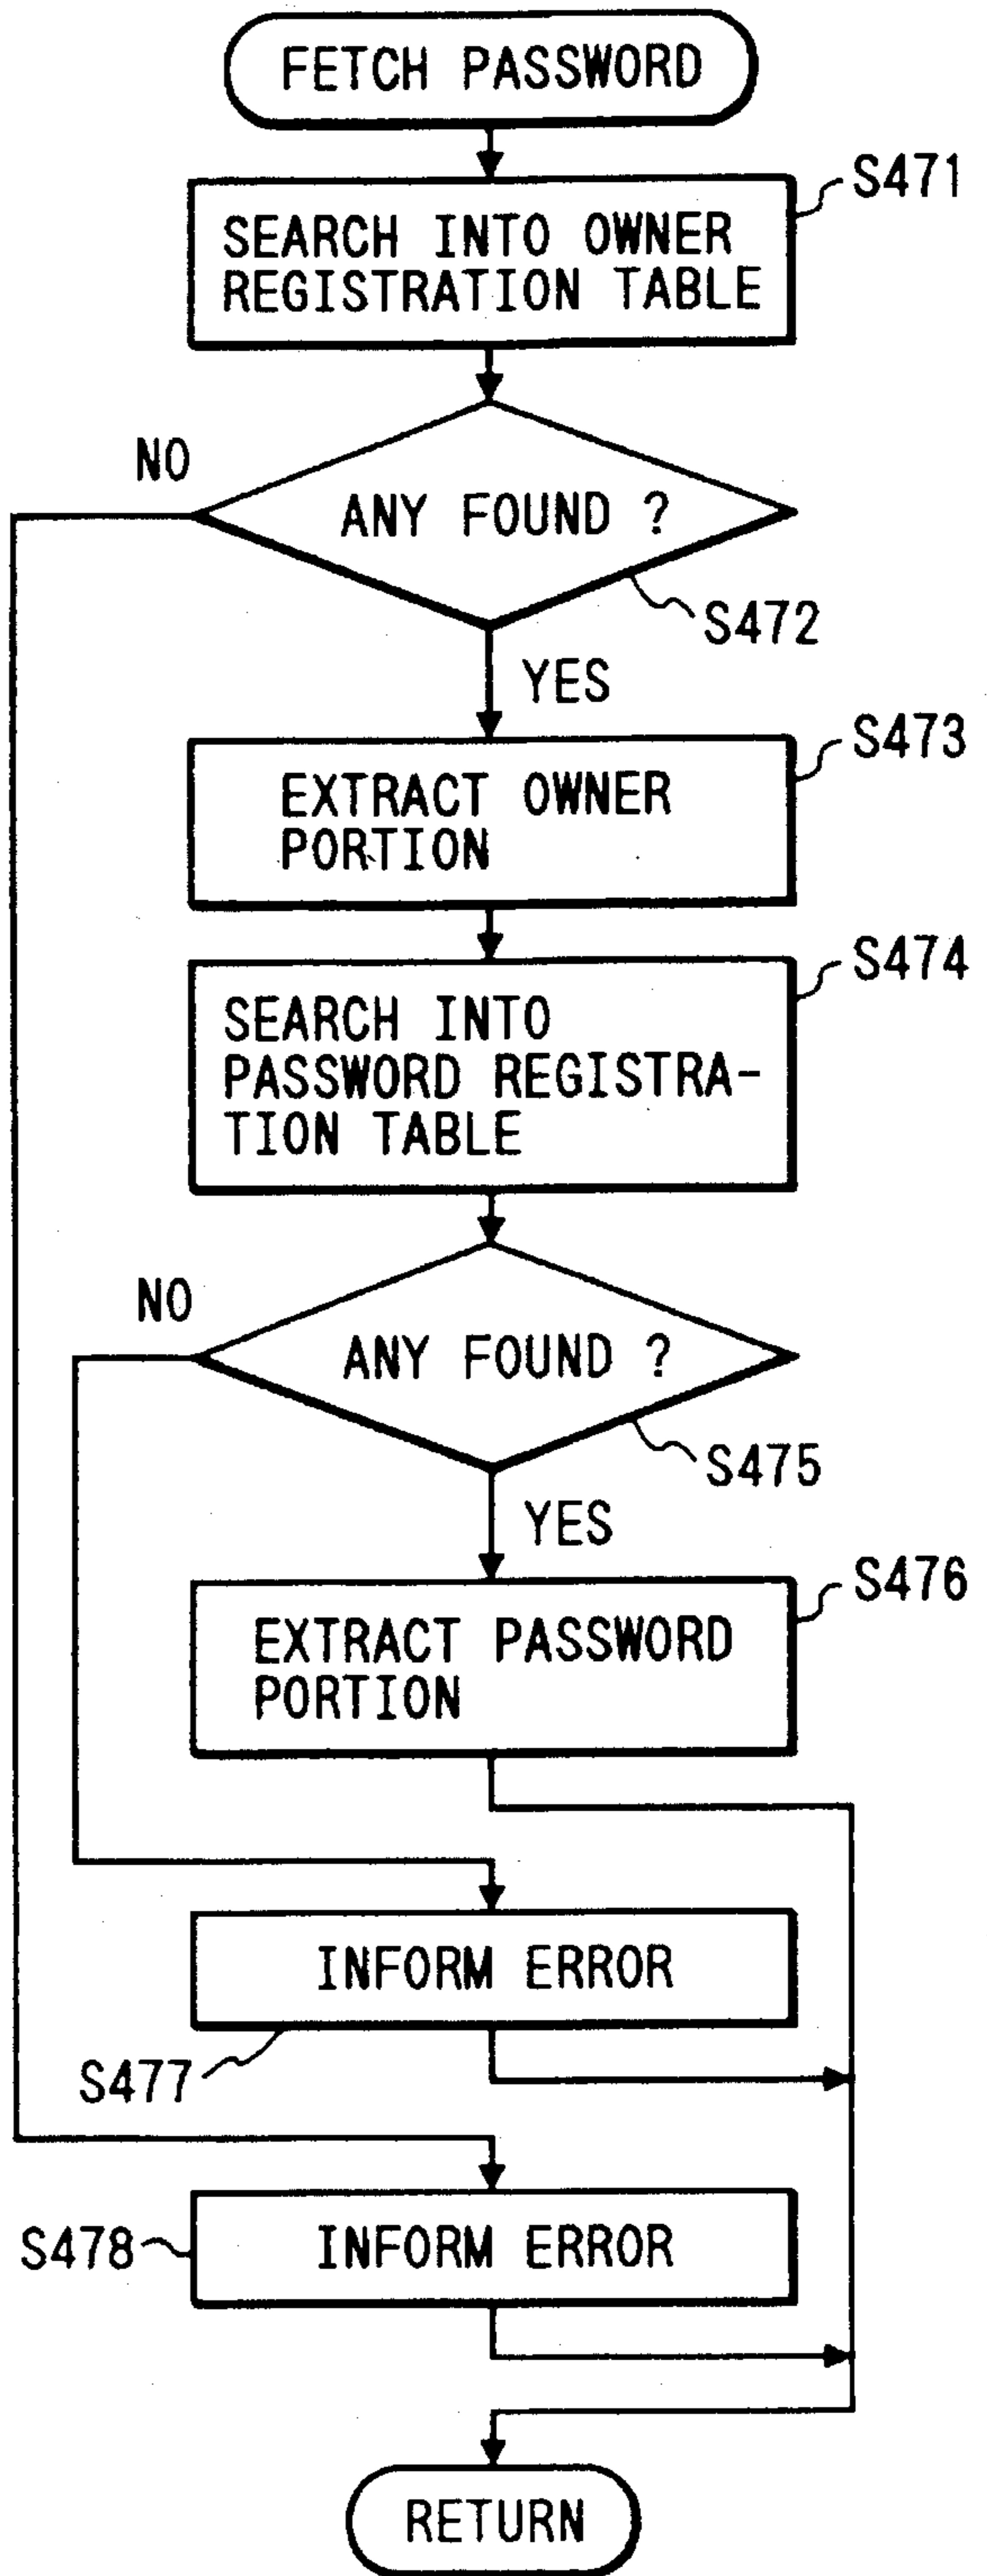 FETCH PASSWORD
S471
SEARCH INTO OWNER
REGISTRATION TABLE
NO
ANY FOUND ?
S472
YES
S473
EXTRACT OWNER
PORTION
S474
SEARCH INTO
PASSWORD REGISTRA-
TION TABLE
NO
ANY FOUND ?
S475
YES
S476
EXTRACT PASSWORD
PORTION
INFORM ERROR
S477
S478
INFORM ERROR
RETURN